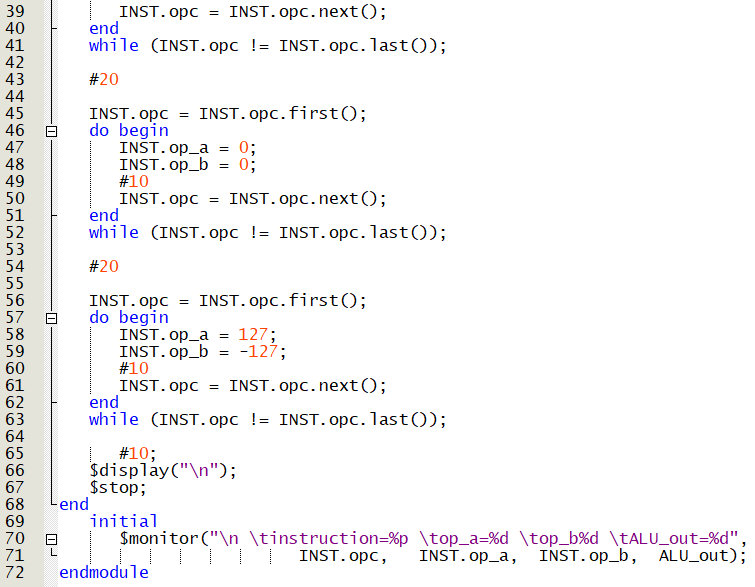 39 INST.opc = INST.opc.next();
40 end
41 while (INST.opc != INST.opc.last());
42
43 #20
44
45 INST.opc = INST.opc.first();
46 do begin
47 INST.op_a = 0;
48 INST.op_b = 0;
49 #10
50 INST.opc = INST.opc.next();
51 end
52 while (INST.opc != INST.opc.last());
53
54 #20
55
56 INST.opc = INST.opc.first();
57 do begin
58 INST.op_a = 127;
59 INST.op_b = -127;
60 #10
61 INST.opc = INST.opc.next();
62 end
63 while (INST.opc != INST.opc.last());
64
65 #10;
66 $display("\n");
67 $stop;
68 end
69 initial
70 $monitor("\n \tinstruction=%p \top_a=%d \top_b%d \tALU_out=%d",
71 INST.opc, INST.op_a, INST.op_b, ALU_out);
72 endmodule